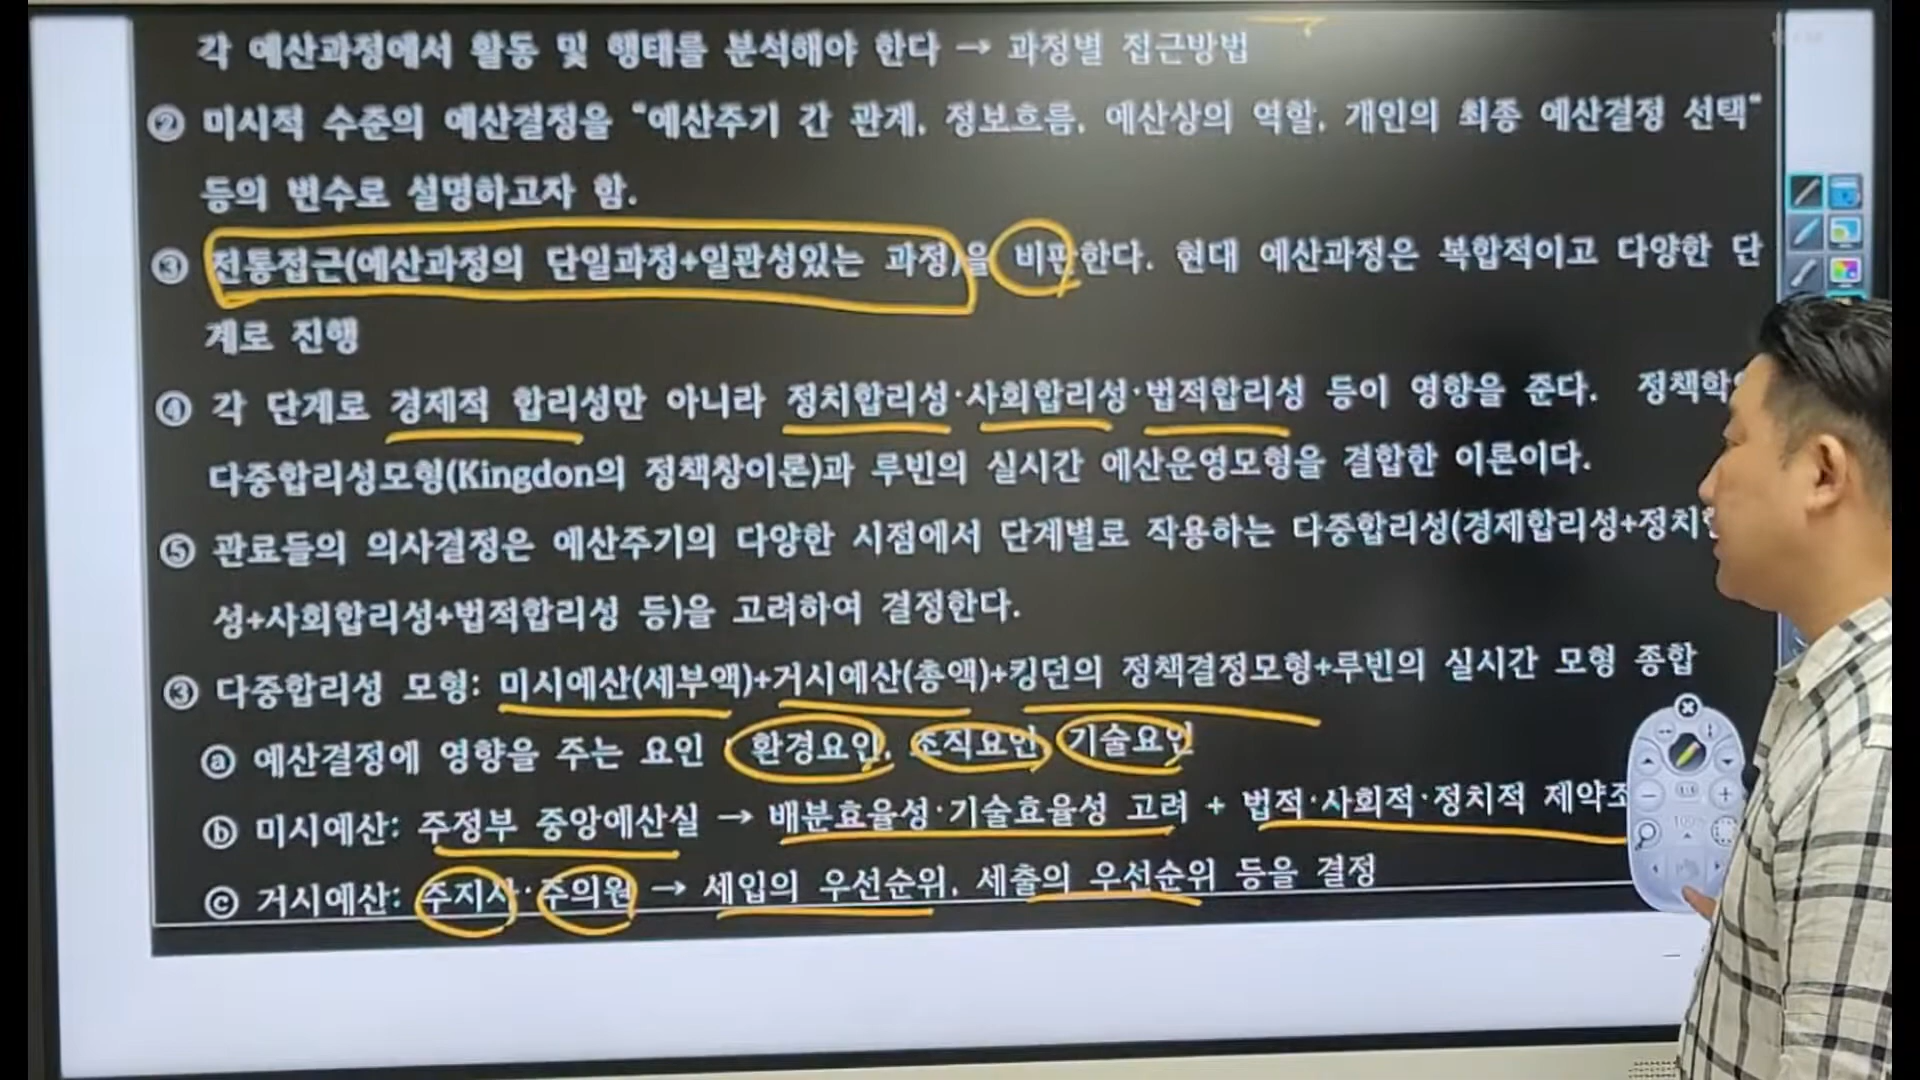 각 예산과정에서 활동 및 행태를 분석해야 한다 → 과정별 접근방법
② 미시적 수준의 예산결정을 "예산주기 간 관계, 정보흐름, 예산상의 역할, 개인의 최종 예산결정 선택"
등의 변수로 설명하고자 함.
③ 전통접근(예산과정의 단일과정+일관성있는 과정)을 비판한다. 현대 예산과정은 복합적이고 다양한 단
계로 진행
④ 각 단계로 경제적 합리성만 아니라 정치합리성·사회합리성·법적합리성 등이 영향을 준다. 정책학
다중합리성모형(Kingdon의 정책창이론)과 루빈의 실시간 예산운영모형을 결합한 이론이다.
⑤ 관료들의 의사결정은 예산주기의 다양한 시점에서 단계별로 작용하는 다중합리성(경제합리성+정치
성+사회합리성+법적합리성 등)을 고려하여 결정한다.
③ 다중합리성 모형: 미시예산(세부액)+거시예산(총액)+킹던의 정책결정모형+루빈의 실시간 모형 종합
ⓐ 예산결정에 영향을 주는 요인 환경요인, 조직요인 기술요인
ⓑ 미시예산: 주정부 중앙예산실 → 배분효율성·기술효율성 고려 + 법적·사회적·정치적 제약조
ⓒ 거시예산: 주지사·주의원 → 세입의 우선순위, 세출의 우선순위 등을 결정